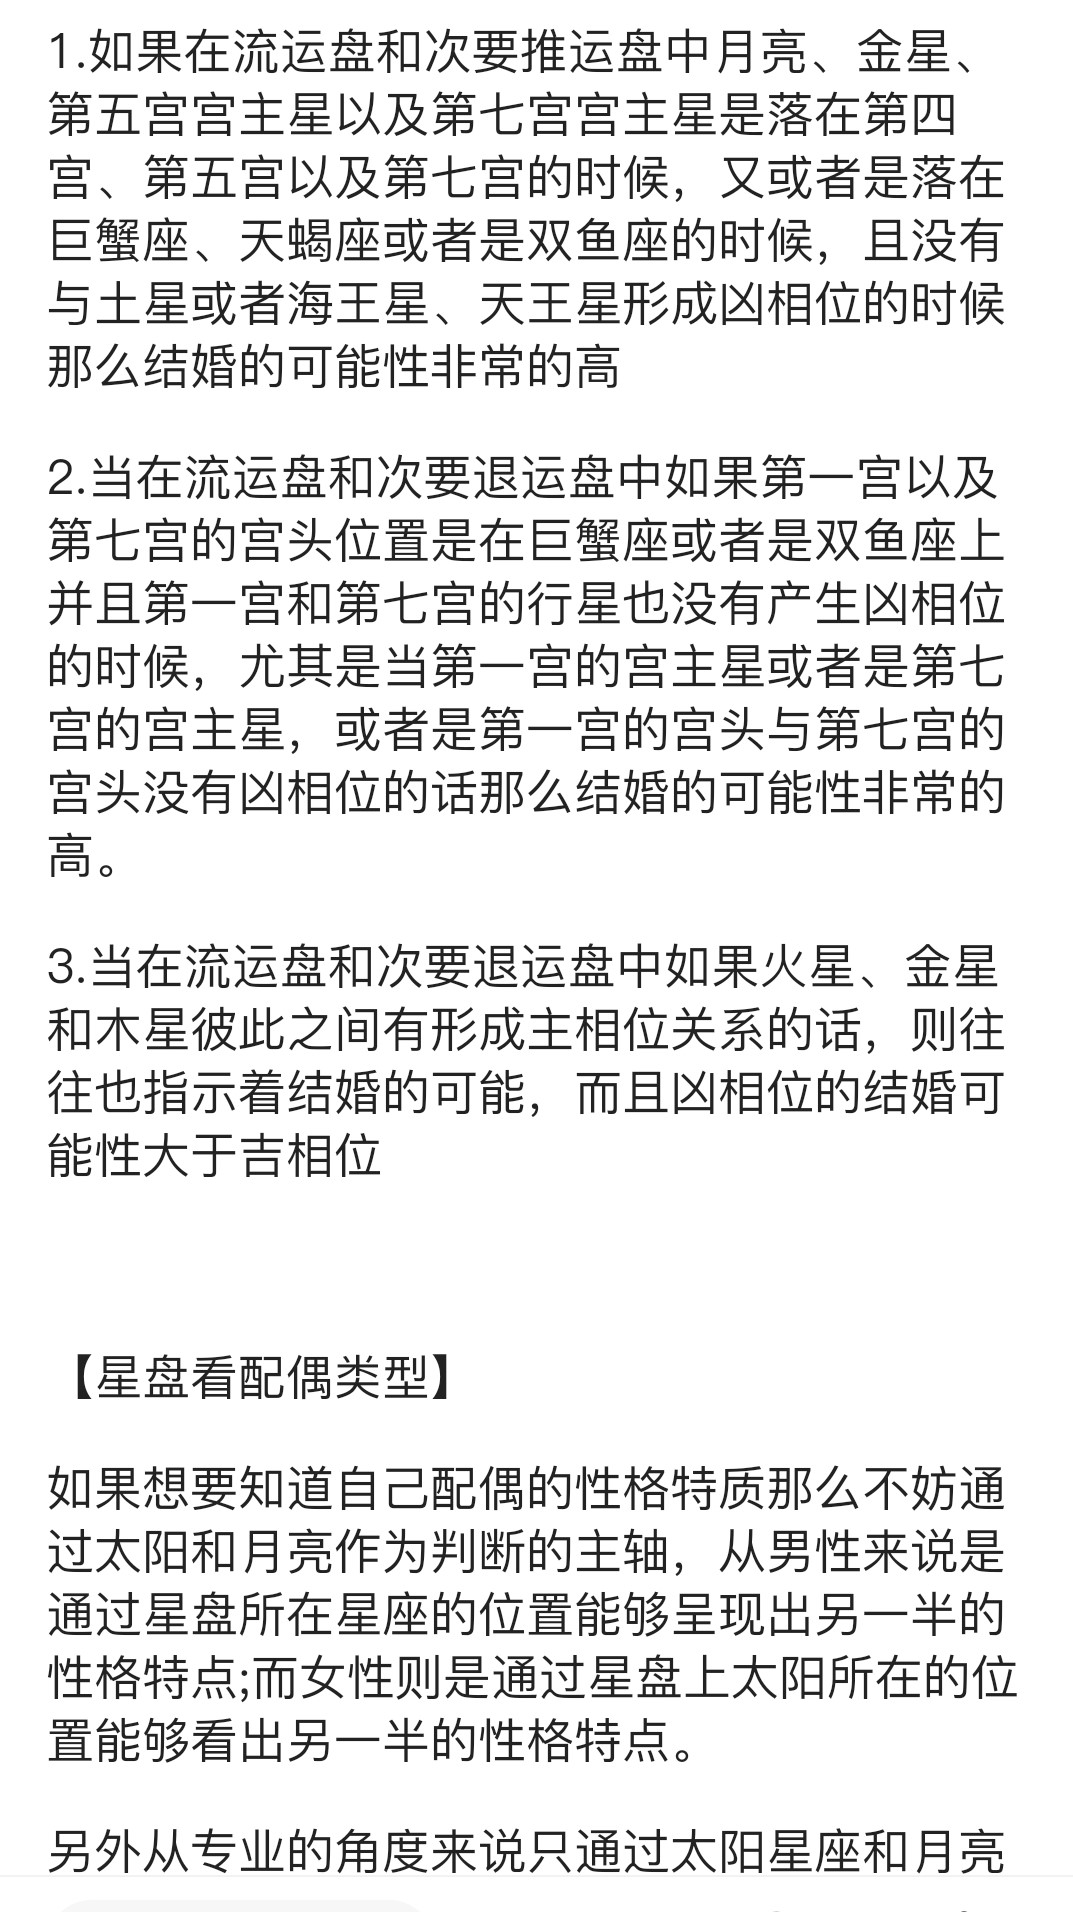 1.如果在流运盘和次要推运盘中月亮、金星、
第五宫宫主星以及第七宫宫主星是落在第四
宫、第五宫以及第七宫的时候，又或者是落在
巨蟹座、天蝎座或者是双鱼座的时候，且没有
与土星或者海王星、天王星形成凶相位的时候
那么结婚的可能性非常的高
2.当在流运盘和次要退运盘中如果第一宫以及
第七宫的宫头位置是在巨蟹座或者是双鱼座上
并且第一宫和第七宫的行星也没有产生凶相位
的时候，尤其是当第一宫的宫主星或者是第七
宫的宫主星，或者是第一宫的宫头与第七宫的
宫头没有凶相位的话那么结婚的可能性非常的
高。
3.当在流运盘和次要退运盘中如果火星、金星
和木星彼此之间有形成主相位关系的话，则往
往也指示着结婚的可能，而且凶相位的结婚可
能性大于吉相位
【星盘看配偶类型】
如果想要知道自己配偶的性格特质那么不妨通
过太阳和月亮作为判断的主轴，从男性来说是
通过星盘所在星座的位置能够呈现出另一半的
性格特点;而女性则是通过星盘上太阳所在的位
置能够看出另一半的性格特点。
另外从专业的角度来说只通过太阳星座和月亮